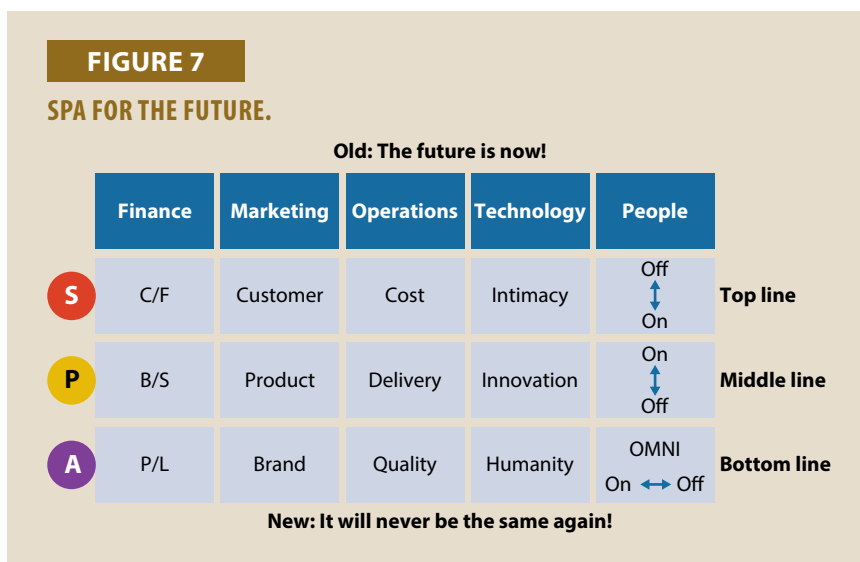 FIGURE 7
SPA FOR THE FUTURE.
Old: The future is now!
Finance Marketing Operations Technology People
S C/F Customer Cost Intimacy Off On Top line
P B/S Product Delivery Innovation On Off Middle line
A P/L Brand Quality Humanity OMNI On Off Bottom line
New: It will never be the same again!